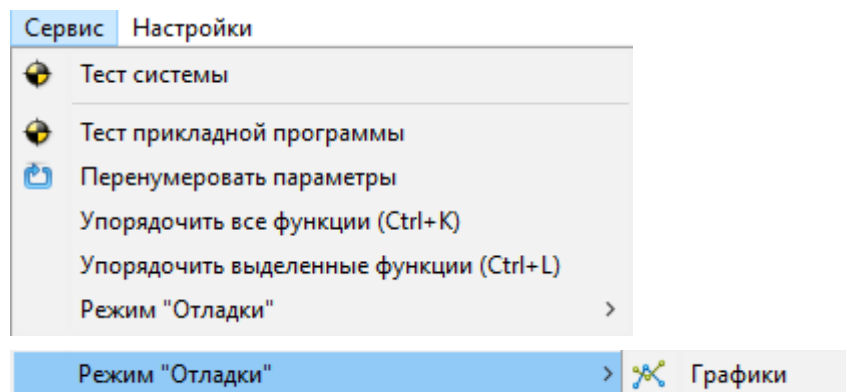 Сервис Настройки
Тест системы
Тест прикладной программы
Перенумеровать параметры
Упорядочить все функции (Ctrl+K)
Упорядочить выделенные функции (Ctrl+L)
Режим "Отладки"
Режим "Отладки" Графики